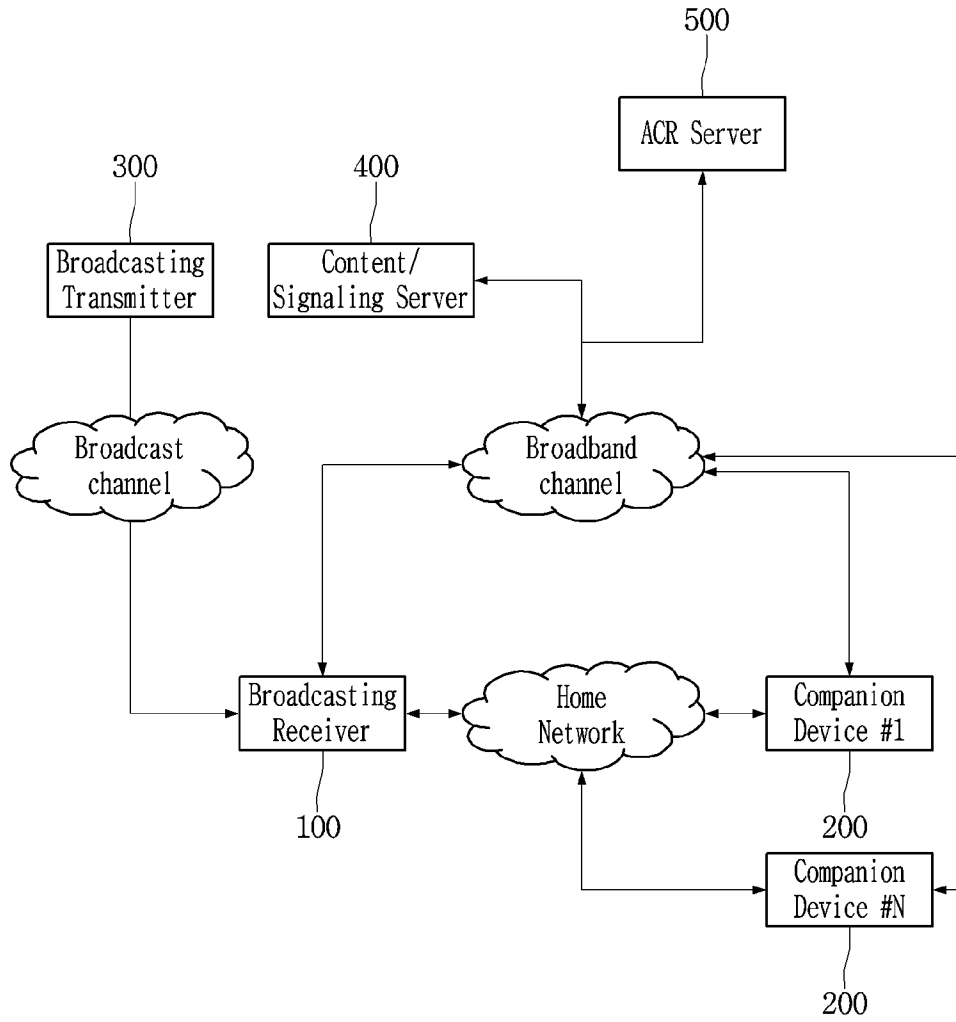 500
ACR Server
300
400
Broadcasting
Transmitter
Content/
Signaling Server
Broadcast
channel
Broadband
channel
Broadcasting
Receiver
Home
Network
Companion
Device #1
100
200
Companion
Device #N
200